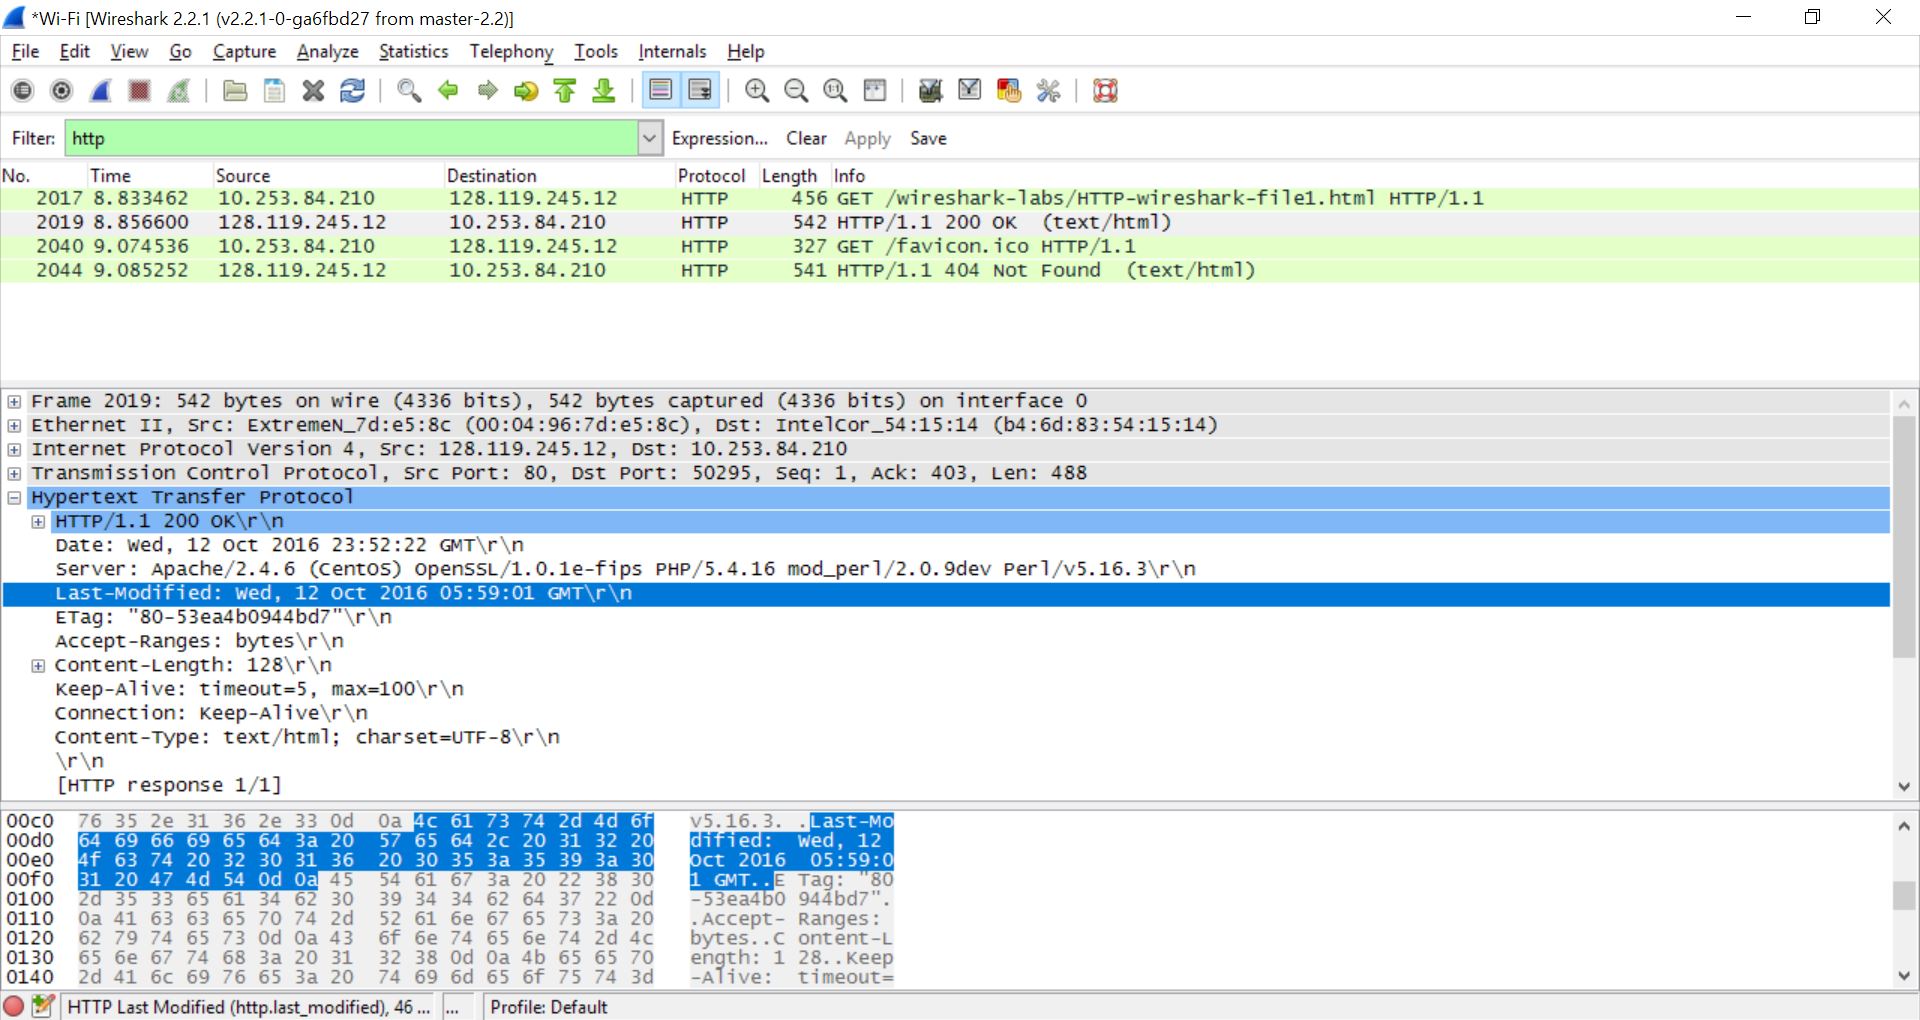 *Wi-Fi [Wireshark 2.2.1 (v2.2.1-0-ga6fbd27 from master-2.2)]
File Edit View Go Capture Analyze Statistics Telephony Tools Internals Help
Filter: http Expression... Clear Apply Save
No. Time Source Destination Protocol Length Info
2017 8.833462 10.253.84.210 128.119.245.12 HTTP 456 GET /wireshark-labs/HTTP-wireshark-file1.html HTTP/1.1
2019 8.856600 128.119.245.12 10.253.84.210 HTTP 542 HTTP/1.1 200 OK (text/html)
2040 9.074536 10.253.84.210 128.119.245.12 HTTP 327 GET /favicon.ico HTTP/1.1
2044 9.085252 128.119.245.12 10.253.84.210 HTTP 541 HTTP/1.1 404 Not Found (text/html)
Frame 2019: 542 bytes on wire (4336 bits), 542 bytes captured (4336 bits) on interface 0
Ethernet II, Src: ExtremeN_7d:e5:8c (00:04:96:7d:e5:8c), Dst: IntelCor_54:15:14 (b4:6d:83:54:15:14)
Internet Protocol Version 4, Src: 128.119.245.12, Dst: 10.253.84.210
Transmission Control Protocol, Src Port: 80, Dst Port: 50295, Seq: 1, Ack: 403, Len: 488
Hypertext Transfer Protocol
HTTP/1.1 200 OK\r\n
Date: Wed, 12 Oct 2016 23:52:22 GMT\r\n
Server: Apache/2.4.6 (CentOS) OpenSSL/1.0.1e-fips PHP/5.4.16 mod_perl/2.0.9dev Perl/v5.16.3\r\n
Last-Modified: Wed, 12 Oct 2016 05:59:01 GMT\r\n
ETag: "80-53ea4b0944bd7"\r\n
Accept-Ranges: bytes\r\n
Content-Length: 128\r\n
Keep-Alive: timeout=5, max=100\r\n
Connection: Keep-Alive\r\n
Content-Type: text/html; charset=UTF-8\r\n
\r\n
[HTTP response 1/1]
00c0 76 35 2e 31 36 2e 33 0d 0a 4c 61 73 74 2d 4d 6f v5.16.3. .Last-Mo
00d0 64 69 66 69 65 64 3a 20 57 65 64 2c 20 31 32 20 dified: Wed, 12
00e0 4f 63 74 20 32 30 31 36 20 30 35 3a 35 39 3a 30 Oct 2016 05:59:0
00f0 31 20 47 4d 54 0d 0a 45 54 61 67 3a 20 22 38 30 1 GMT..E Tag: "80
0100 2d 35 33 65 61 34 62 30 39 34 34 62 64 37 22 0d -53ea4b0 944bd7".
0110 0a 41 63 63 65 70 74 2d 52 61 6e 67 65 73 3a 20 .Accept- Ranges:
0120 62 79 74 65 73 0d 0a 43 6f 6e 74 65 6e 74 2d 4c bytes..C ontent-L
0130 65 6e 67 74 68 3a 20 31 32 38 0d 0a 4b 65 65 70 ength: 1 28..Keep
0140 2d 41 6c 69 76 65 3a 20 74 69 6d 65 6f 75 74 3d -Alive: timeout=
HTTP Last Modified (http.last_modified), 46 ... ... Profile: Default